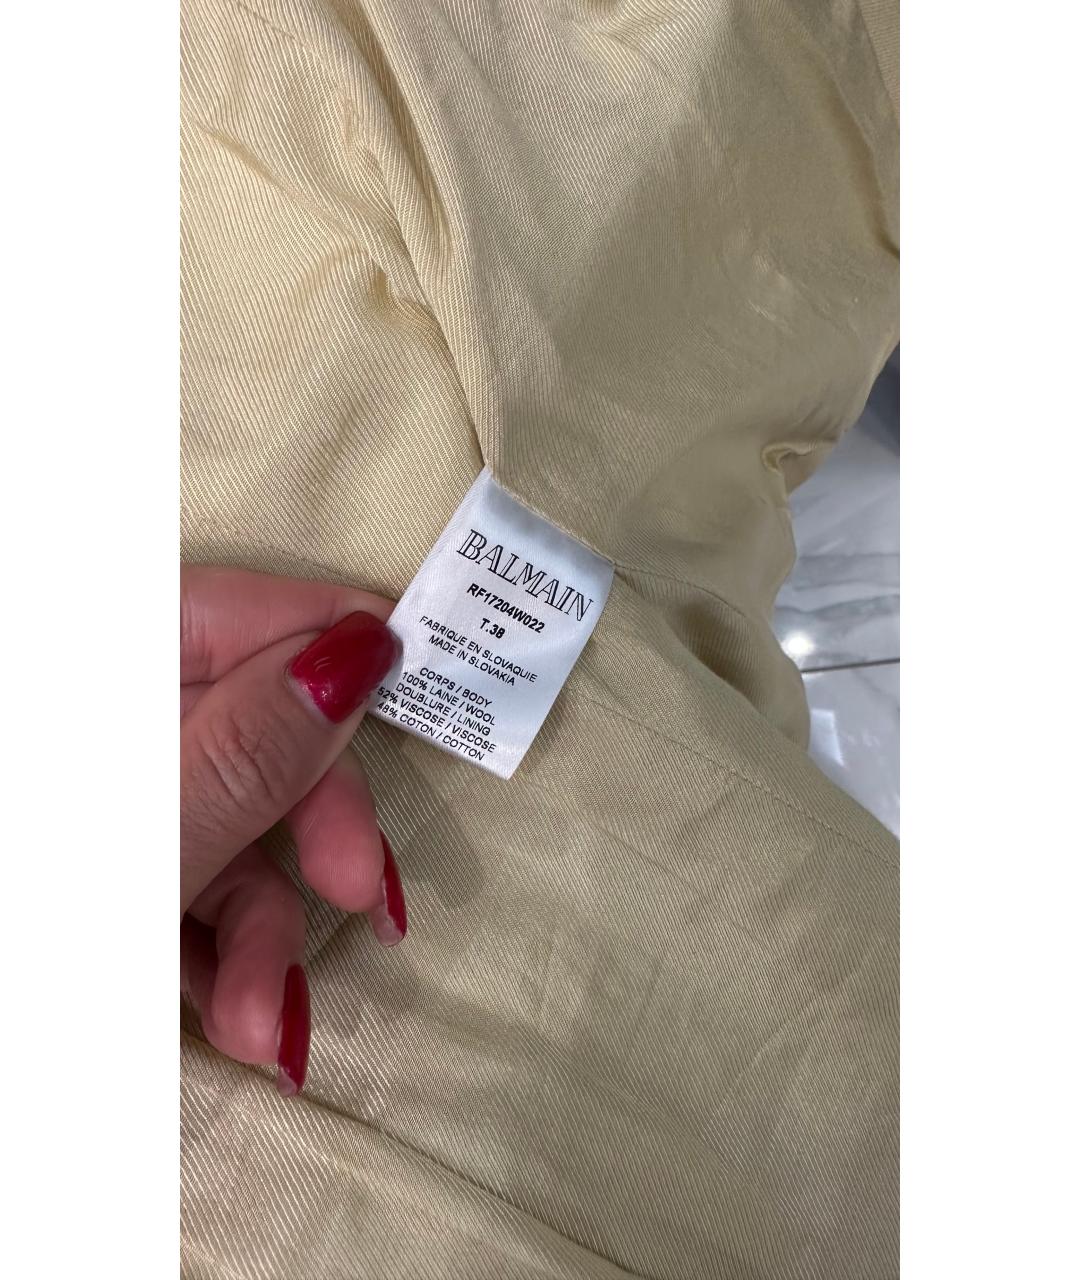 BALMAIN
RF17204W022
T.38
FABRIQUE EN SLOVAQUIE
MADE IN SLOVAKIA
CORPS / BODY
100% LAINE / WOOL
DOUBLURE / LINING
52% VISCOSE / VISCOSE
48% COTON / COTTON